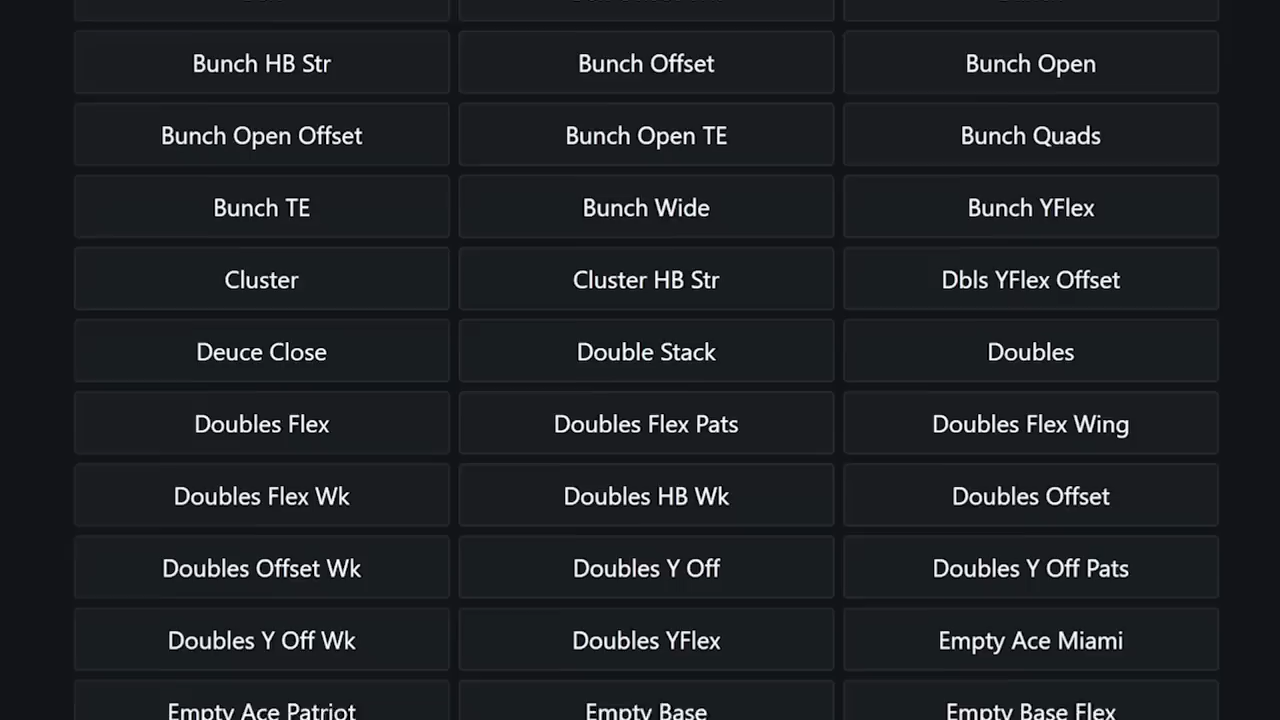 Bunch HB Str
Bunch Offset
Bunch Open
Bunch Open Offset
Bunch Open TE
Bunch Quads
Bunch TE
Bunch Wide
Bunch YFlex
Cluster
Cluster HB Str
Dbls YFlex Offset
Deuce Close
Double Stack
Doubles
Doubles Flex
Doubles Flex Pats
Doubles Flex Wing
Doubles Flex Wk
Doubles HB Wk
Doubles Offset
Doubles Offset Wk
Doubles Y Off
Doubles Y Off Pats
Doubles Y Off Wk
Doubles YFlex
Empty Ace Miami
Empty Ace Patriot
Empty Base
Empty Base Flex